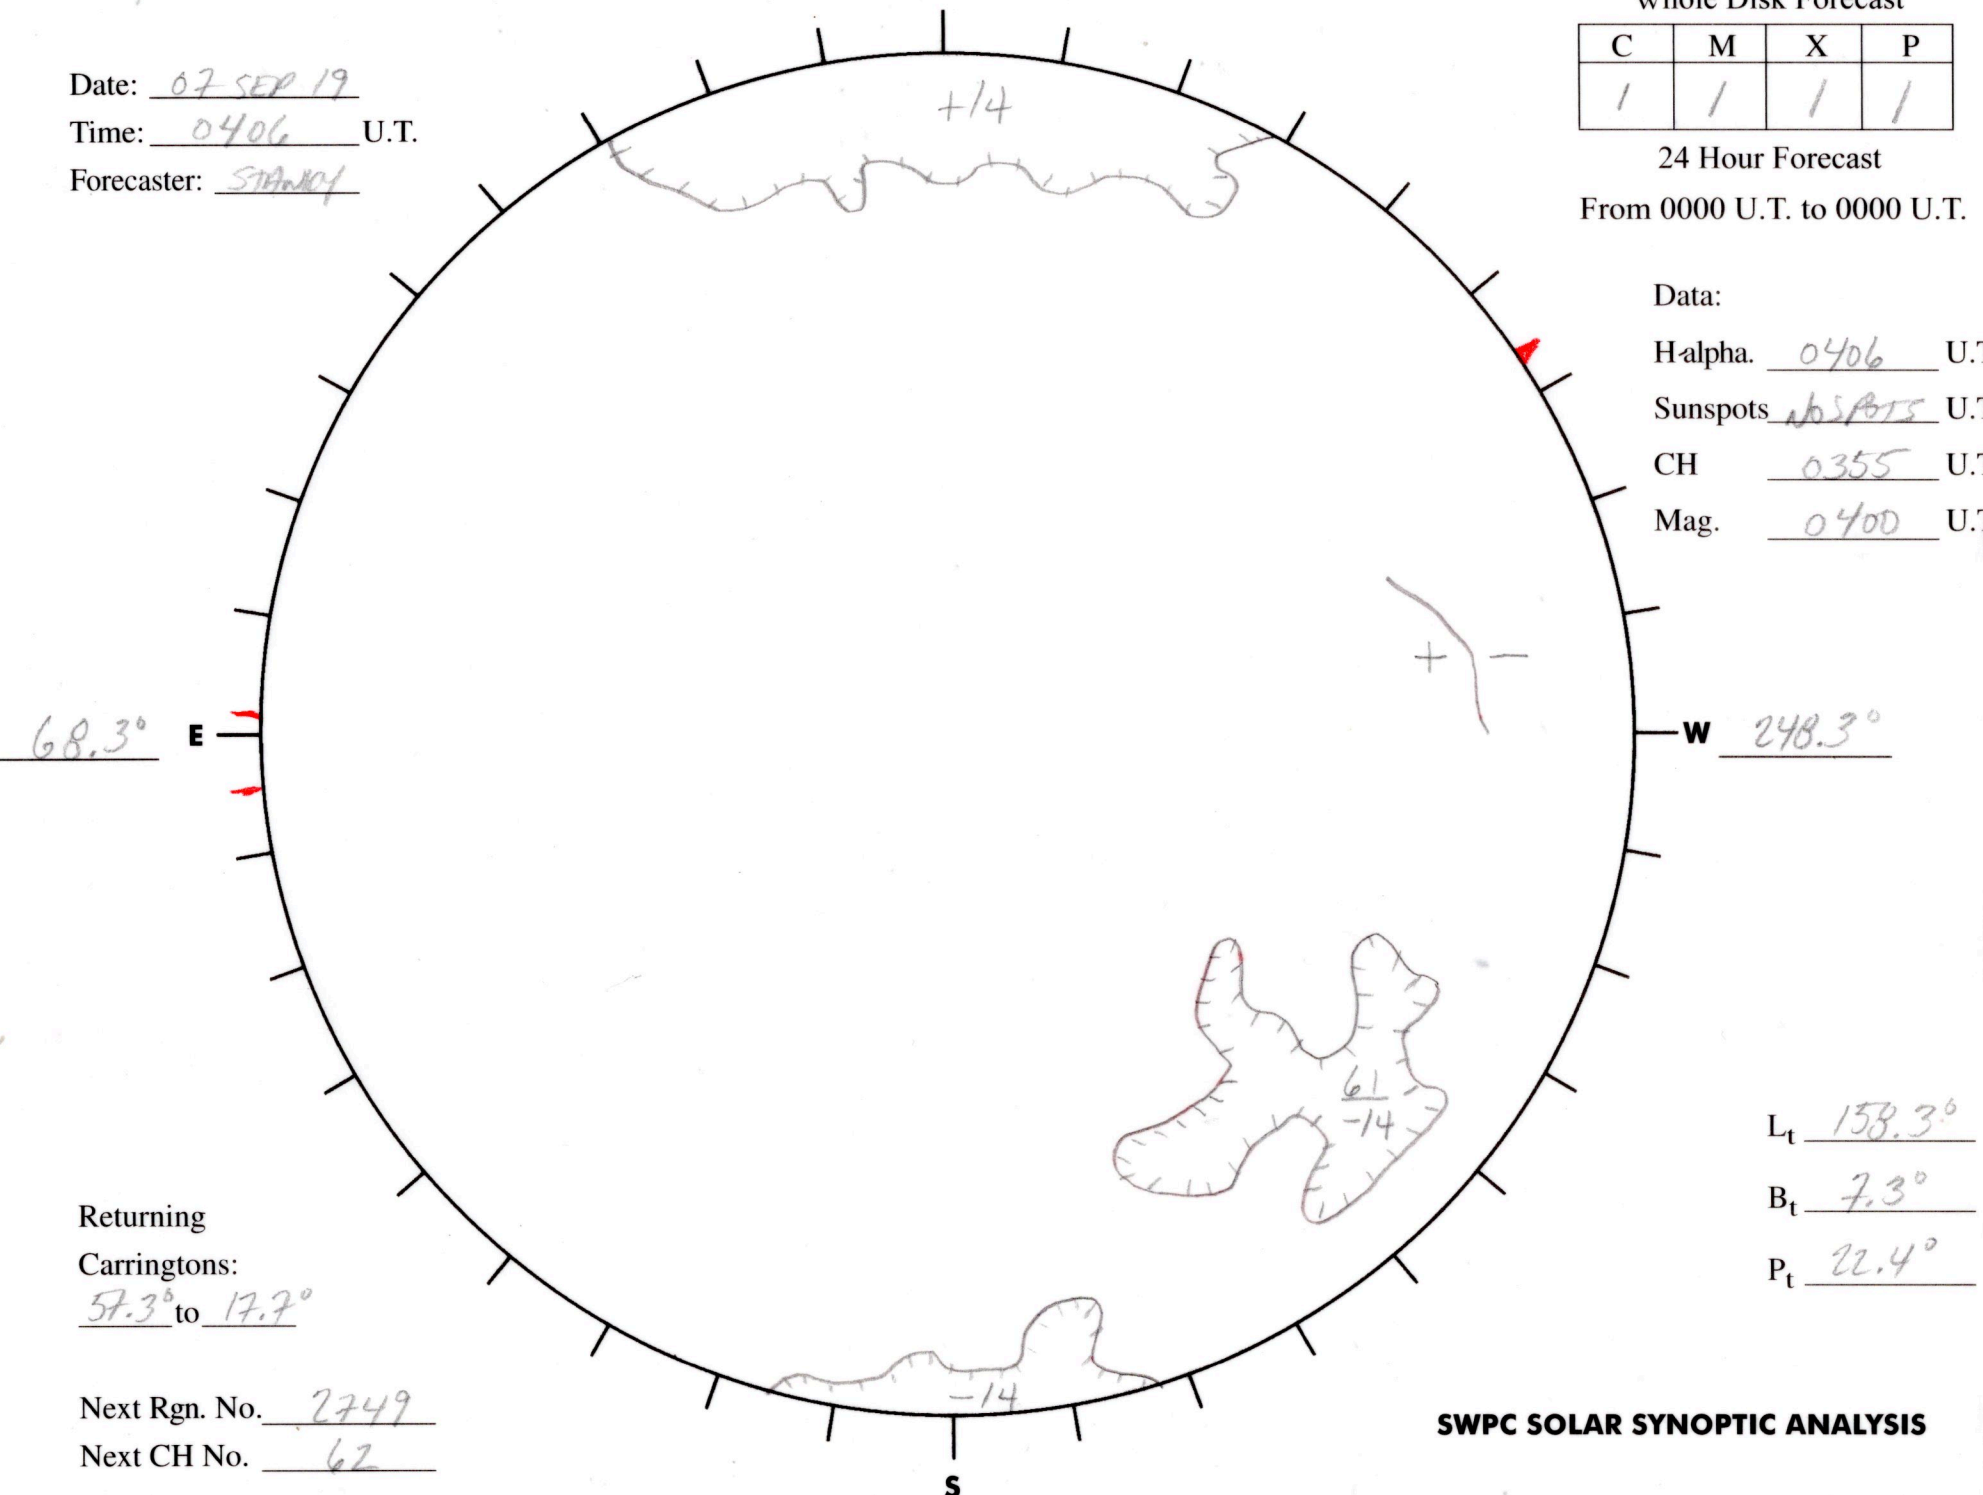 Whole Disk Forecast
C M X P
1 1 1 1
24 Hour Forecast
From 0000 U.T. to 0000 U.T.
Date: 07 SEP 19
Time: 0406 U.T.
Forecaster:
+14
Data:
H-alpha. 0406 U.T
Sunspots NO SPOTS U.T
CH 0355 U.T
Mag. 0400 U.T
+ −
68.3° E
W 248.3°
61
-14
Lt 158.3°
Bt 7.3°
Pt 22.4°
Returning
Carringtons:
57.3° to 17.7°
-14
Next Rgn. No. 2749
Next CH No. 62
SWPC SOLAR SYNOPTIC ANALYSIS
S